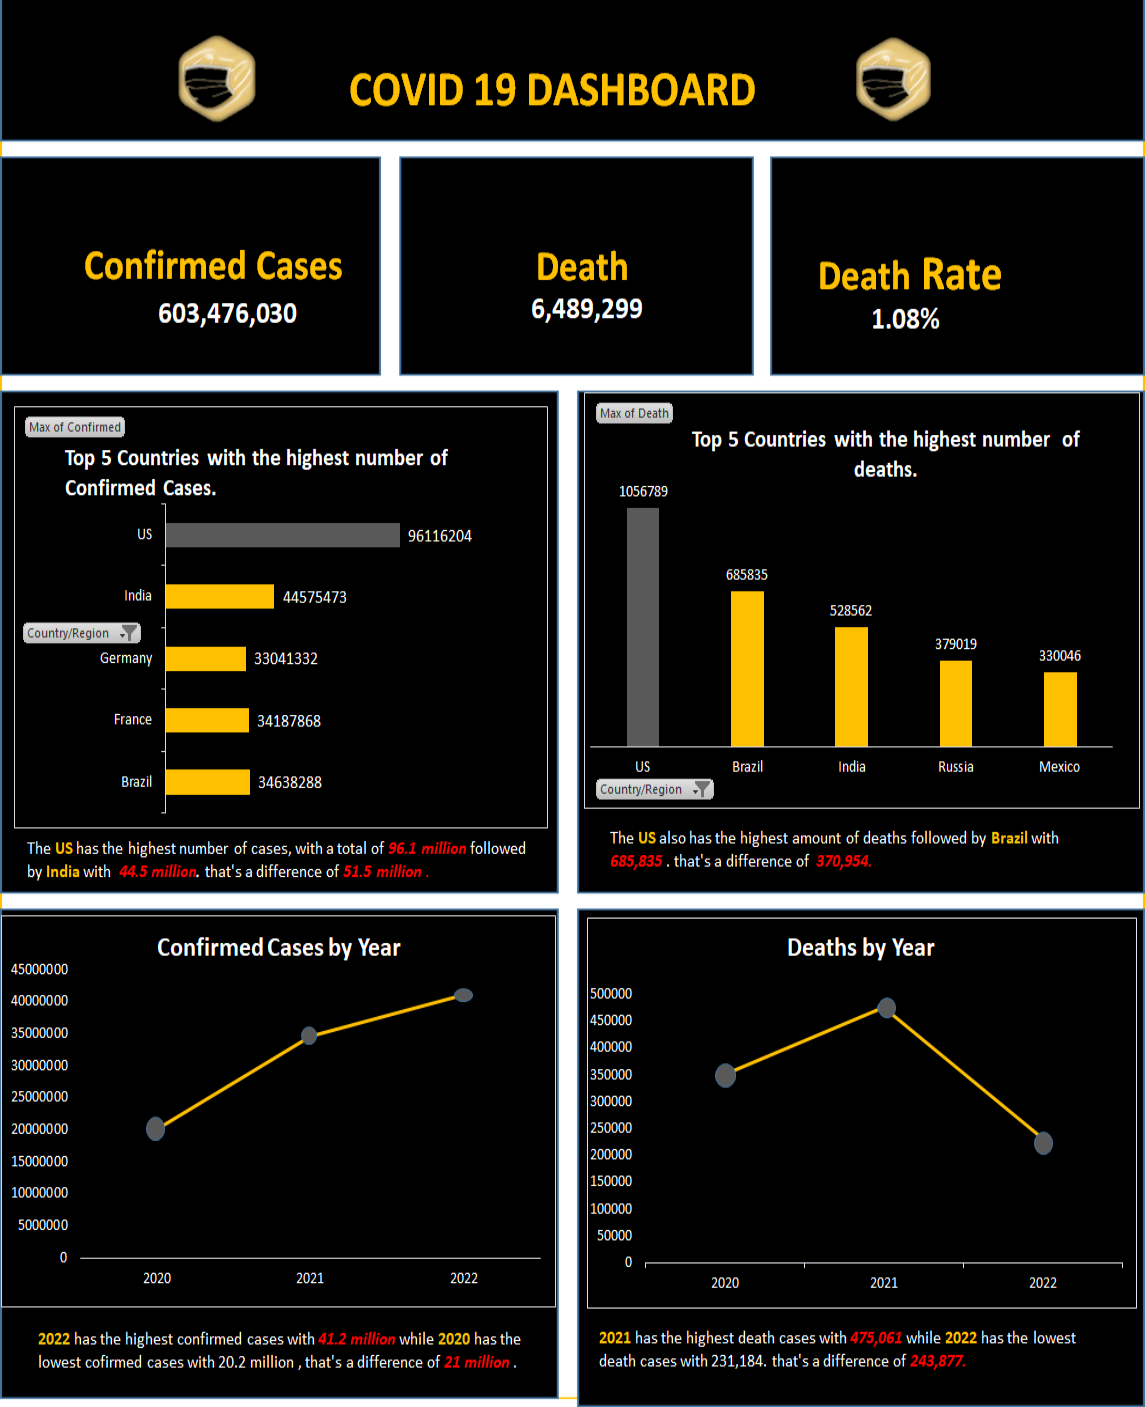 COVID 19 DASHBOARD
Confirmed Cases
603,476,030
Death
6,489,299
Death Rate
1.08%
Max of Confirmed
Top 5 Countries with the highest number of
Confirmed Cases.
US
96116204
India
44575473
Country/Region
Germany
33041332
France
34187868
Brazil
34638288
The US has the highest number of cases, with a total of 96.1 million followed
by India with 44.5 million. that's a difference of 51.5 million .
Max of Death
Top 5 Countries with the highest number of
deaths.
1056789
685835
528562
379019
330046
US
Brazil
India
Russia
Mexico
Country/Region
The US also has the highest amount of deaths followed by Brazil with
685,835 . that's a difference of 370,954.
Confirmed Cases by Year
45000000
40000000
35000000
30000000
25000000
20000000
15000000
10000000
5000000
0
2020
2021
2022
2022 has the highest confirmed cases with 41.2 million while 2020 has the
lowest cofirmed cases with 20.2 million , that's a difference of 21 million .
Deaths by Year
500000
450000
400000
350000
300000
250000
200000
150000
100000
50000
0
2020
2021
2022
2021 has the highest death cases with 475,061 while 2022 has the lowest
death cases with 231,184. that's a difference of 243,877.